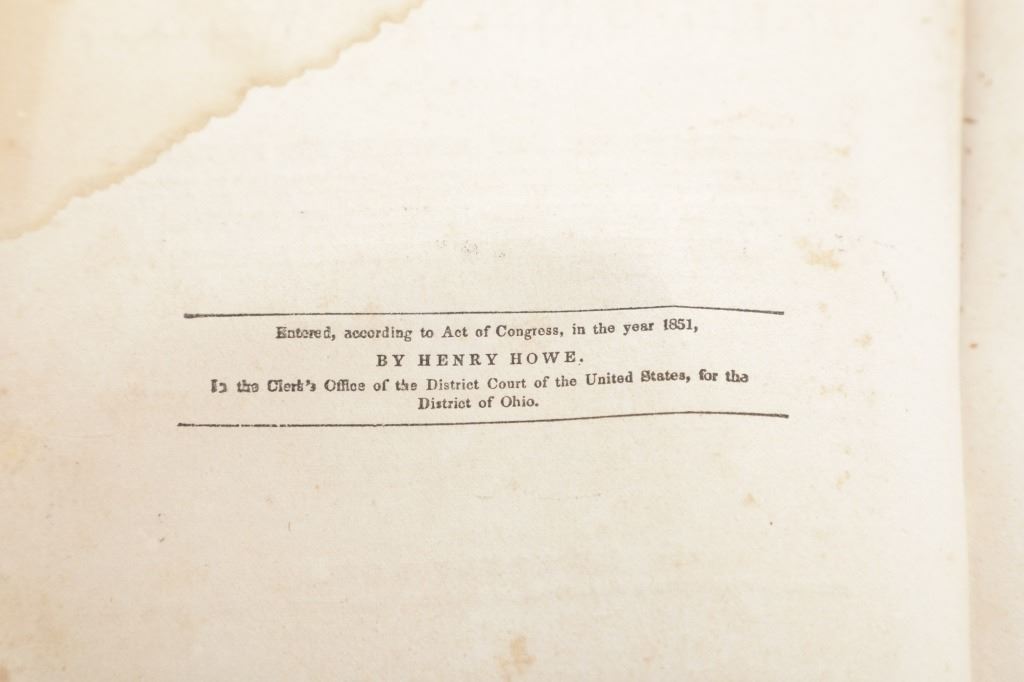 Entered, according to Act of Congress, in the year 1851,
BY HENRY HOWE.
In the Clerk's Office of the District Court of the United States, for the
District of Ohio.